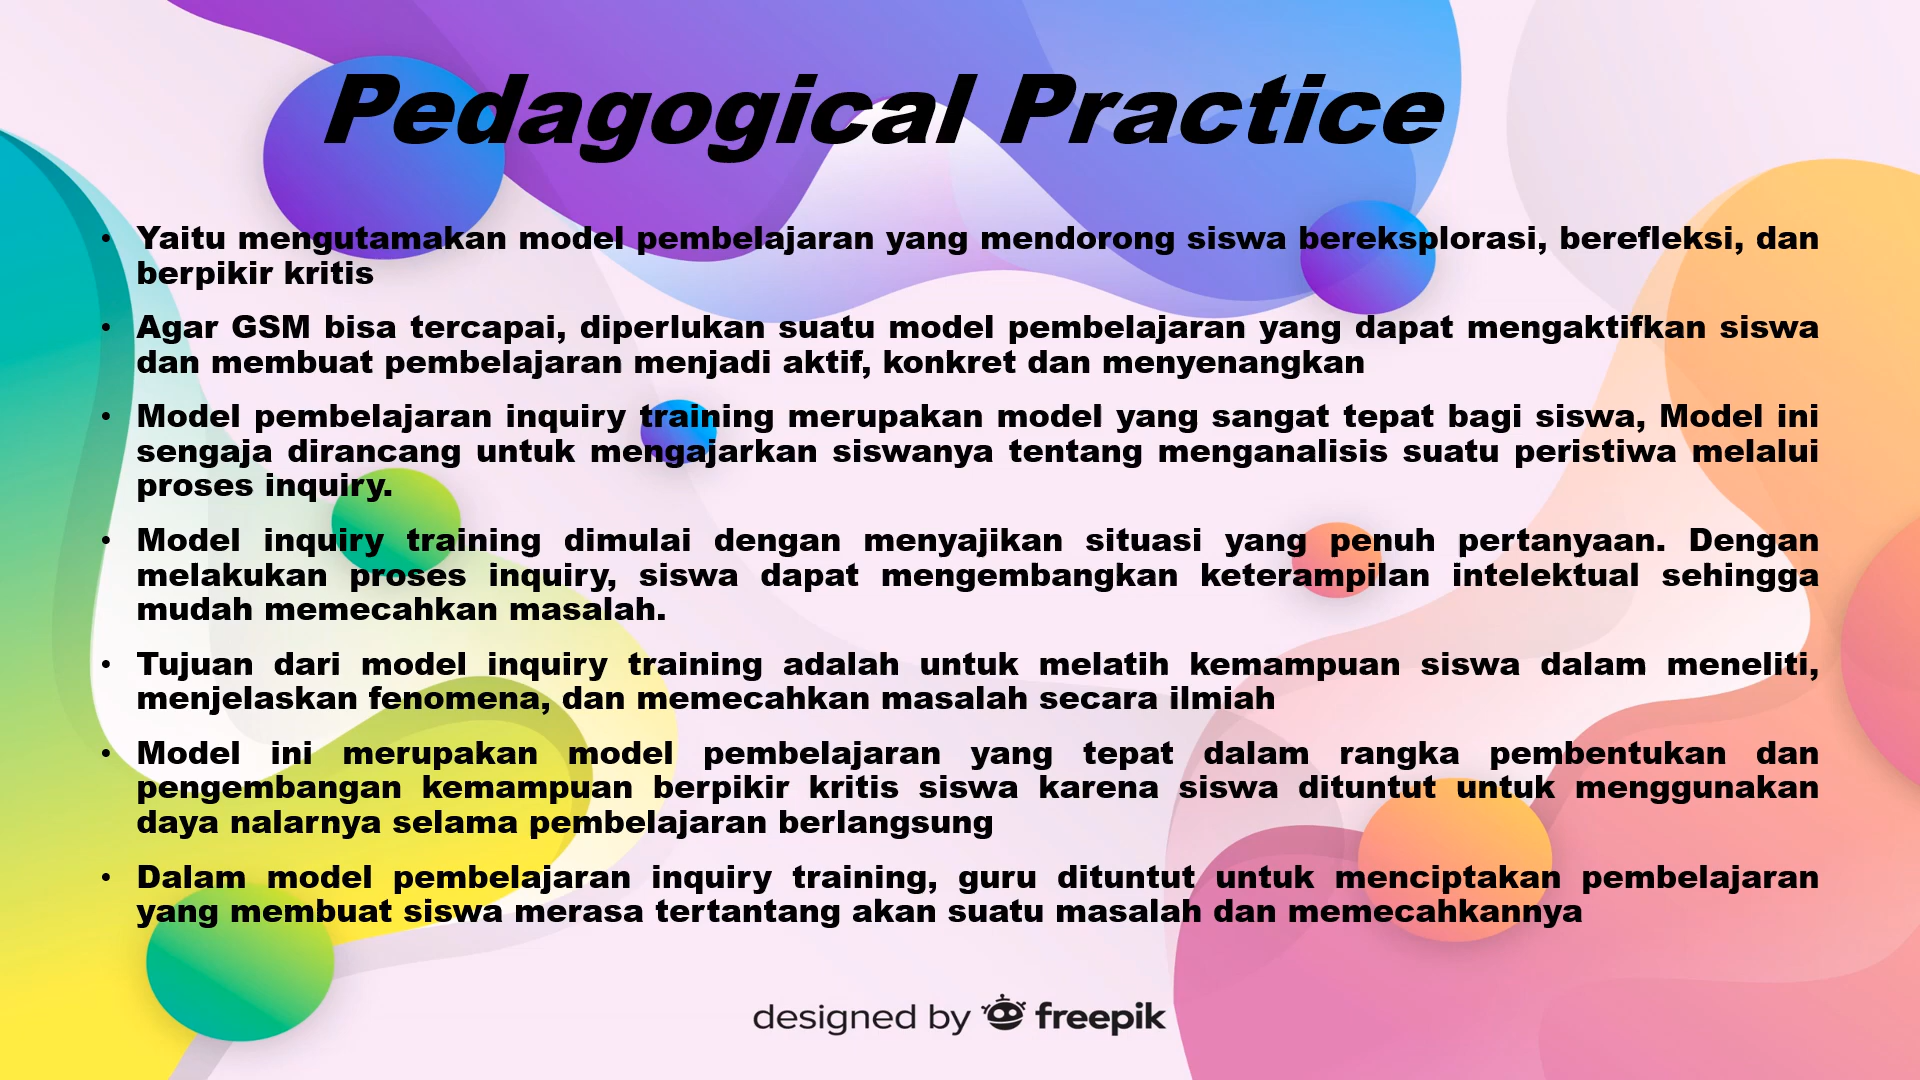 Pedagogical Practice
• Yaitu mengutamakan model pembelajaran yang mendorong siswa bereksplorasi, berefleksi, dan
berpikir kritis
• Agar GSM bisa tercapai, diperlukan suatu model pembelajaran yang dapat mengaktifkan siswa
dan membuat pembelajaran menjadi aktif, konkret dan menyenangkan
• Model pembelajaran inquiry training merupakan model yang sangat tepat bagi siswa, Model ini
sengaja dirancang untuk mengajarkan siswanya tentang menganalisis suatu peristiwa melalui
proses inquiry.
• Model inquiry training dimulai dengan menyajikan situasi yang penuh pertanyaan. Dengan
melakukan proses inquiry, siswa dapat mengembangkan keterampilan intelektual sehingga
mudah memecahkan masalah.
• Tujuan dari model inquiry training adalah untuk melatih kemampuan siswa dalam meneliti,
menjelaskan fenomena, dan memecahkan masalah secara ilmiah
• Model ini merupakan model pembelajaran yang tepat dalam rangka pembentukan dan
pengembangan kemampuan berpikir kritis siswa karena siswa dituntut untuk menggunakan
daya nalarnya selama pembelajaran berlangsung
• Dalam model pembelajaran inquiry training, guru dituntut untuk menciptakan pembelajaran
yang membuat siswa merasa tertantang akan suatu masalah dan memecahkannya
designed by freepik